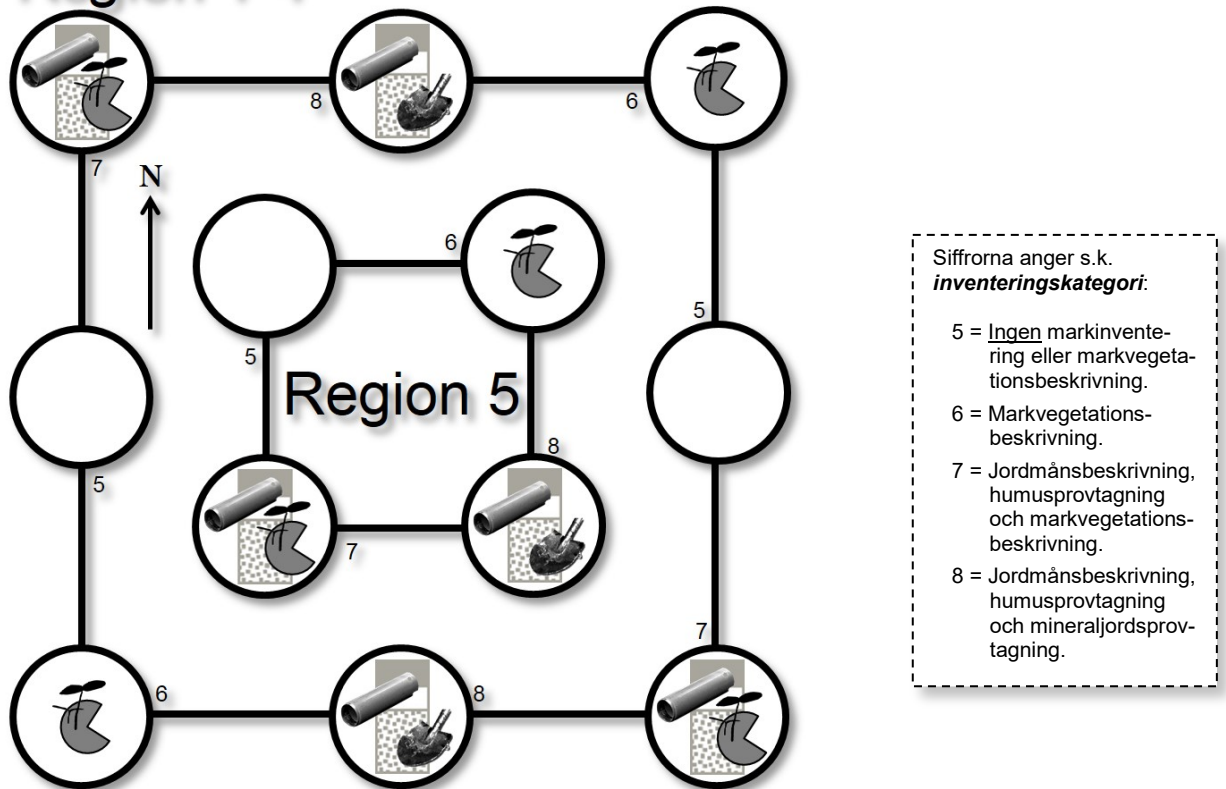 8
6
7
N
6
5
5
Region 5
5
8
7
7
6
8
Siffrorna anger s.k.
inventeringskategori:
5 = Ingen markinvente-
ring eller markvegeta-
tionsbeskrivning.
6 = Markvegetations-
beskrivning.
7 = Jordmånsbeskrivning,
humusprovtagning
och markvegetations-
beskrivning.
8 = Jordmånsbeskrivning,
humusprovtagning
och mineraljordsprov-
tagning.